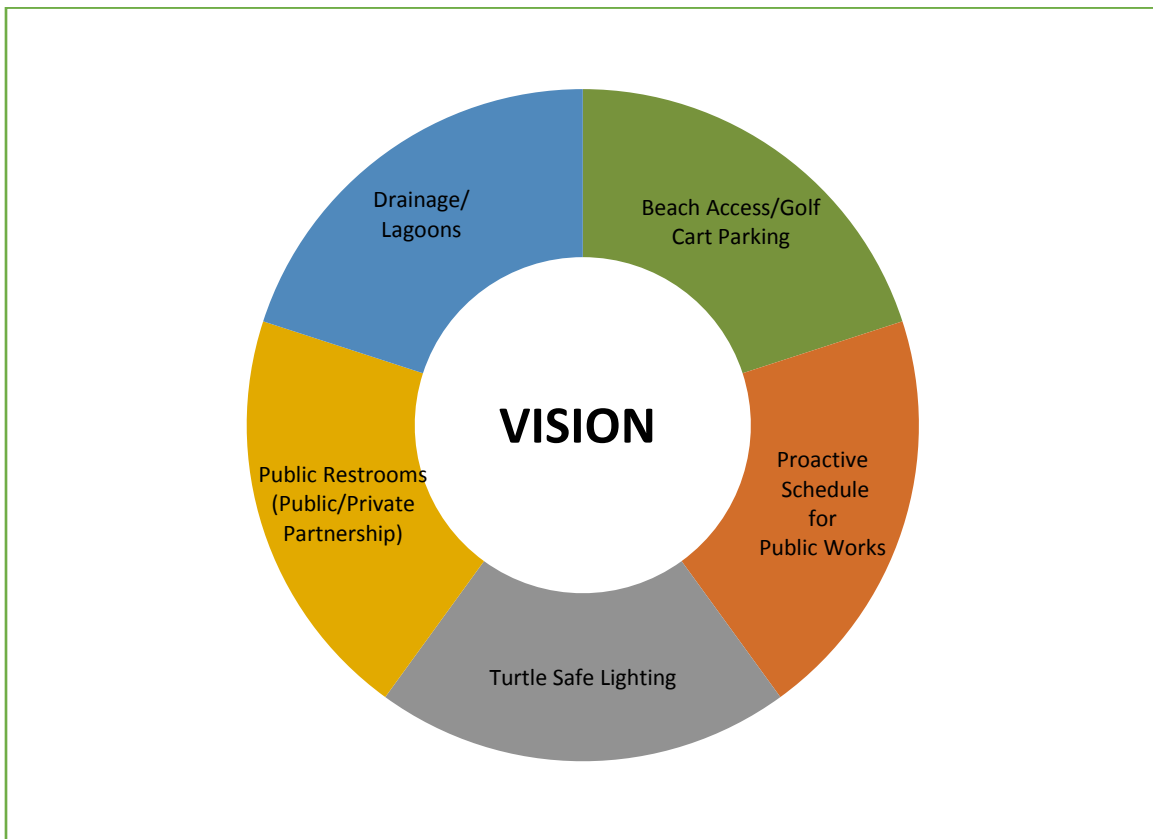 Drainage/
Lagoons
Beach Access/Golf
Cart Parking
VISION
Proactive
Schedule
for
Public Works
Public Restrooms
(Public/Private
Partnership)
Turtle Safe Lighting